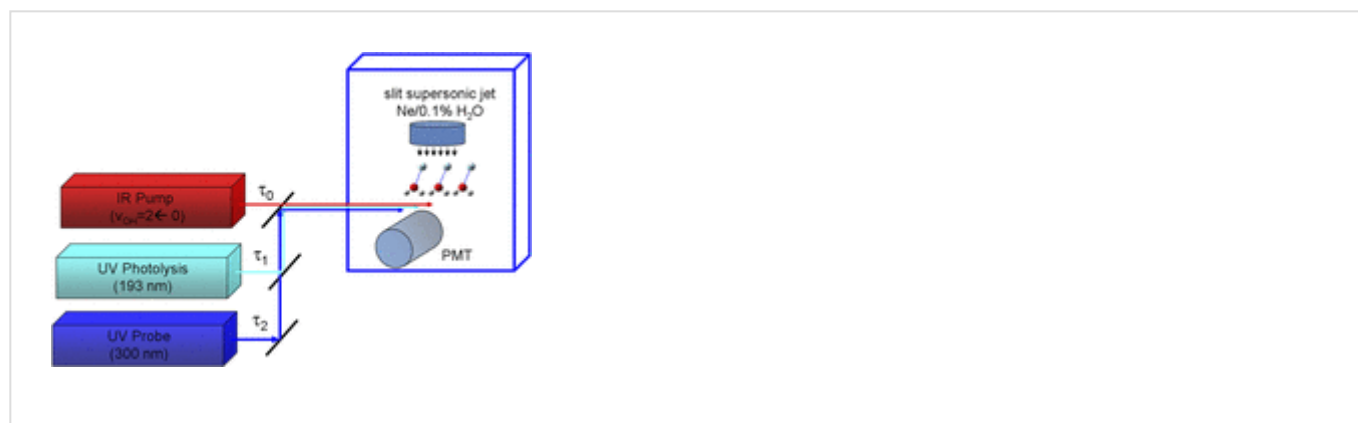 slit supersonic jet
Ne/0.1% H₂O
IR Pump
(v_OH=2← 0)
τ₀
UV Photolysis
(193 nm)
τ₁
PMT
UV Probe
(300 nm)
τ₂